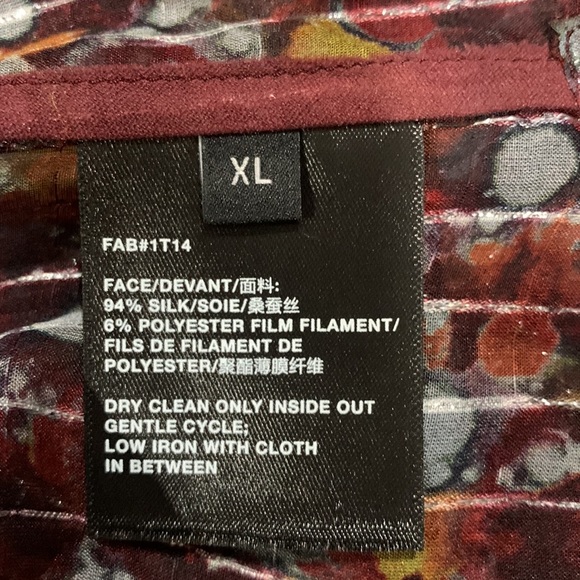 XL
FAB#1T14
FACE/DEVANT/面料:
94% SILK/SOIE/桑蚕丝
6% POLYESTER FILM FILAMENT/
FILS DE FILAMENT DE
POLYESTER/聚酯薄膜纤维
DRY CLEAN ONLY INSIDE OUT
GENTLE CYCLE;
LOW IRON WITH CLOTH
IN BETWEEN